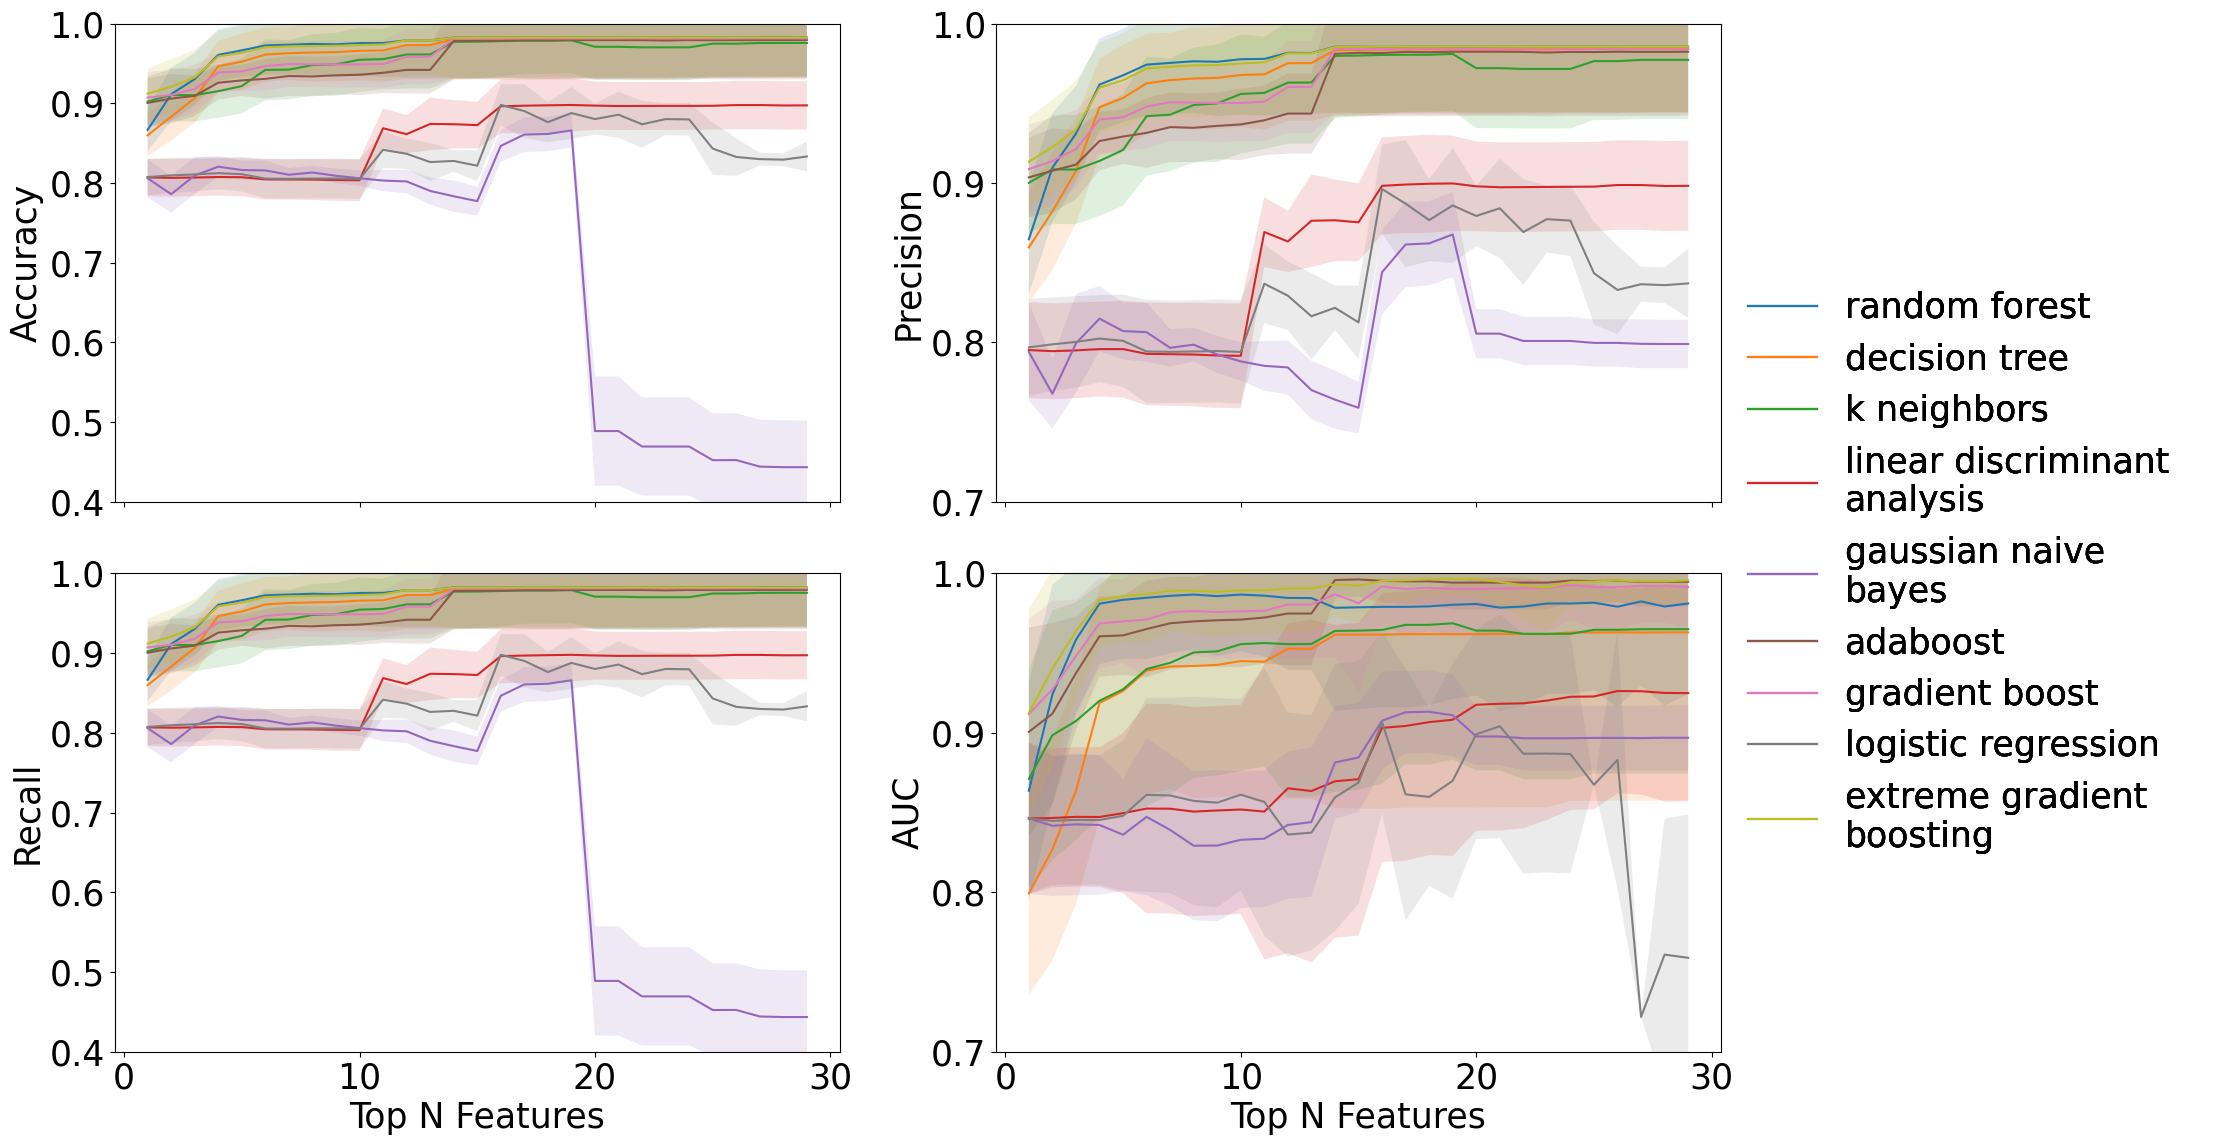 1.0
0.9
0.8
0.7
0.6
0.5
0.4
Accuracy
1.0
0.9
0.8
0.7
Precision
1.0
0.9
0.8
0.7
0.6
0.5
0.4
Recall
0
10
20
30
Top N Features
1.0
0.9
0.8
0.7
AUC
0
10
20
30
Top N Features
random forest
decision tree
k neighbors
linear discriminant
analysis
gaussian naive
bayes
adaboost
gradient boost
logistic regression
extreme gradient
boosting